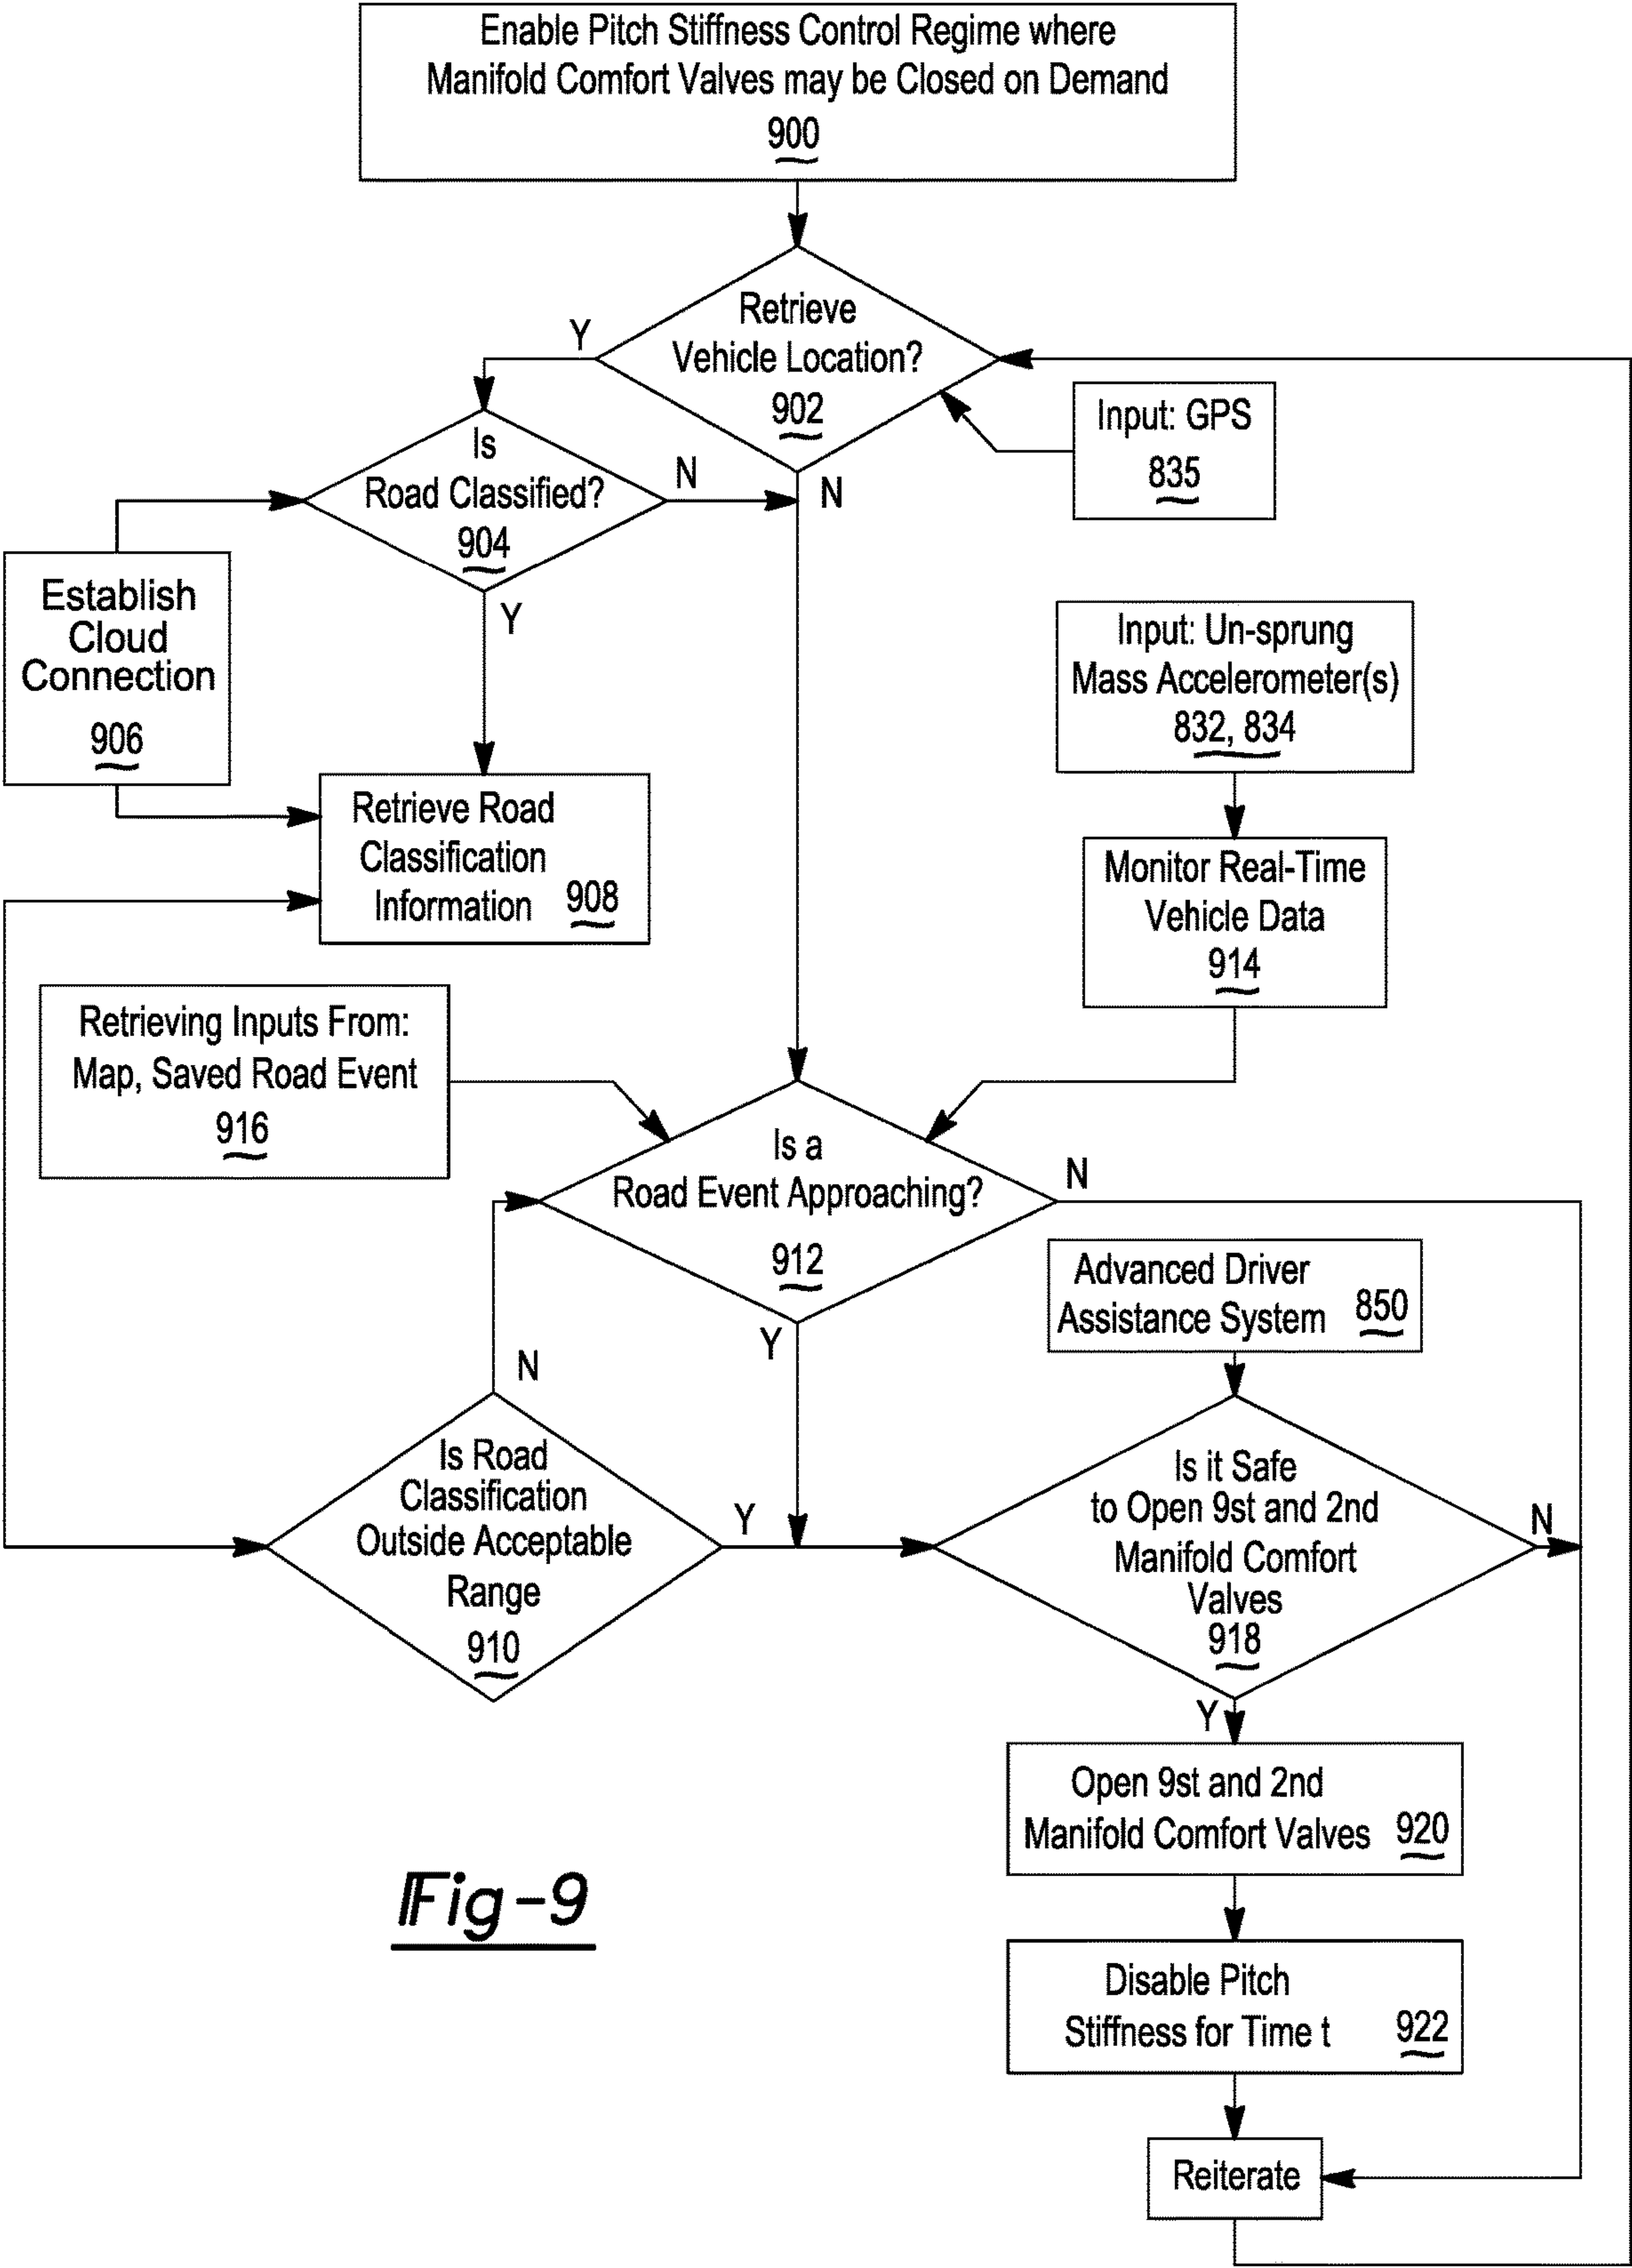 Enable Pitch Stiffness Control Regime where
Manifold Comfort Valves may be Closed on Demand
900
Retrieve
Vehicle Location?
902
Y
N
Input: GPS
835
Is
Road Classified?
904
N
Y
Establish
Cloud
Connection
906
Input: Un-sprung
Mass Accelerometer(s)
832, 834
Retrieve Road
Classification
Information 908
Monitor Real-Time
Vehicle Data
914
Retrieving Inputs From:
Map, Saved Road Event
916
Is a
Road Event Approaching?
912
N
Y
Advanced Driver
Assistance System 850
N
Is Road
Classification
Outside Acceptable
Range
910
Y
Is it Safe
to Open 9st and 2nd
Manifold Comfort
Valves
918
N
Y
Open 9st and 2nd
Manifold Comfort Valves 920
Disable Pitch
Stiffness for Time t 922
Reiterate
Fig-9